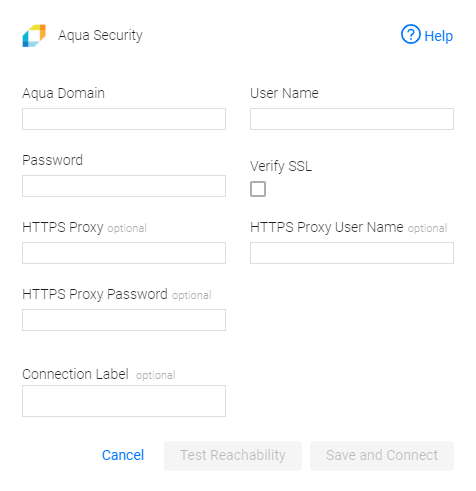 Aqua Security
Help
Aqua Domain
User Name
Password
Verify SSL
HTTPS Proxy optional
HTTPS Proxy User Name optional
HTTPS Proxy Password optional
Connection Label optional
Cancel
Test Reachability
Save and Connect